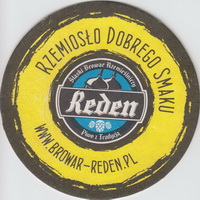 RZEMIOSŁO DOBREGO SMAKU
Śląski Browar Rzemieślniczy
Reden
Piwo z Tradycją
WWW.BROWAR-REDEN.PL